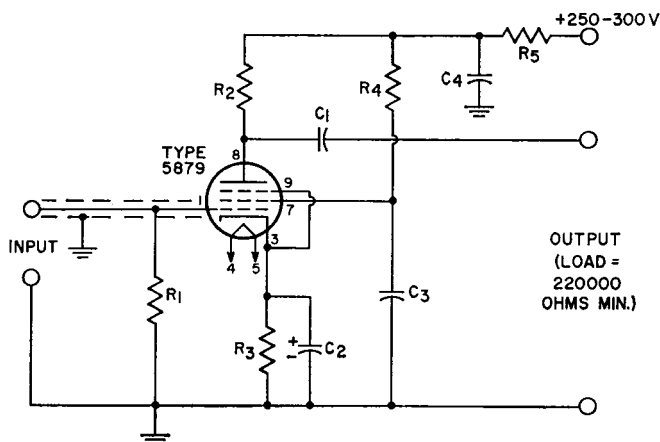 +250-300V
R5
C4
R2
R4
C1
TYPE
5879
8
9
7
3
4
5
INPUT
R1
R3
+
-
C2
C3
OUTPUT
(LOAD =
220000
OHMS MIN.)